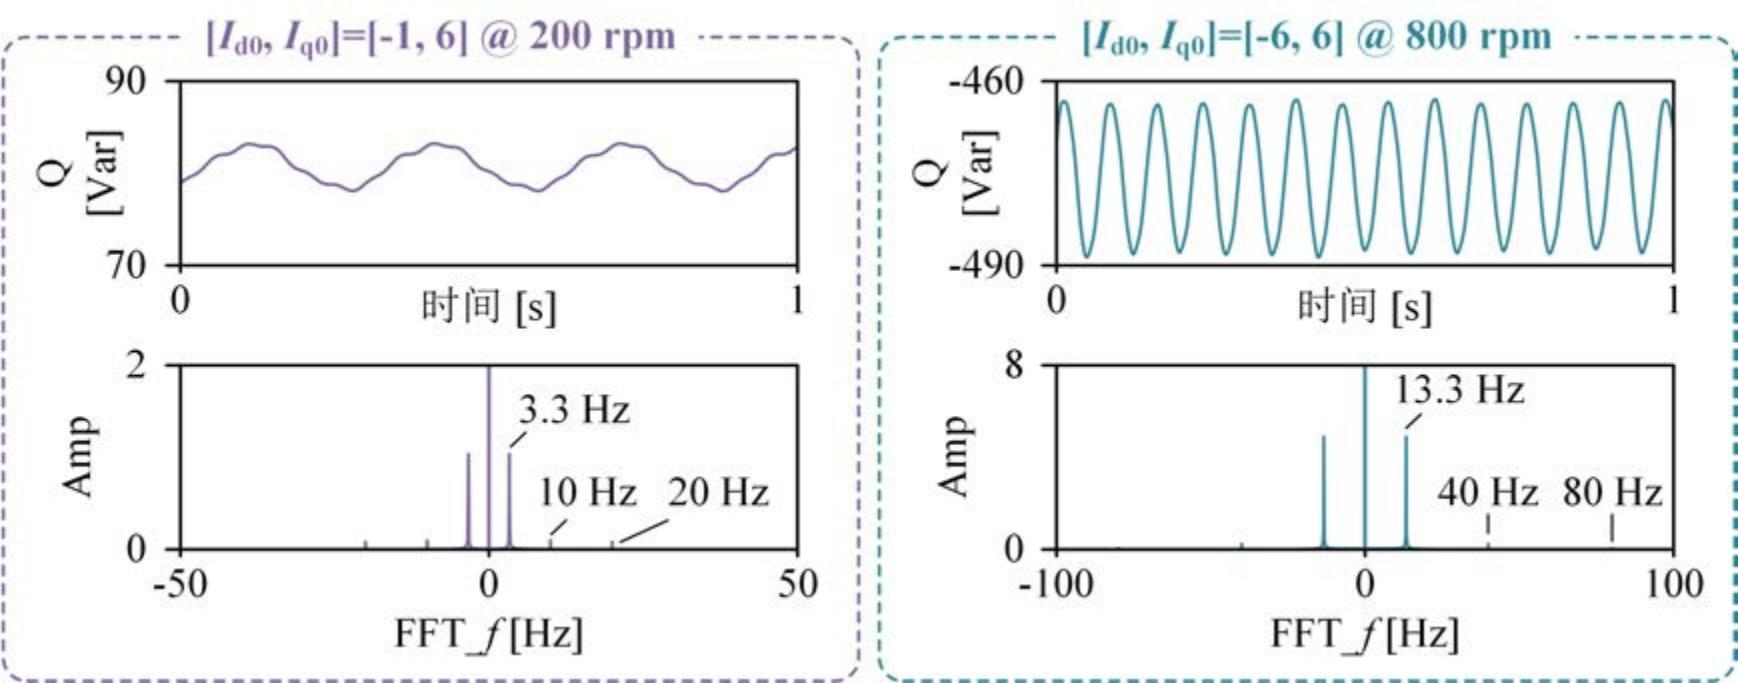 [Id0, Iq0]=[-1, 6] @ 200 rpm
90
Q
[Var]
70
0
时间 [s]
1
2
3.3 Hz
Amp
10 Hz
20 Hz
0
-50
0
50
FFT_f [Hz]
[Id0, Iq0]=[-6, 6] @ 800 rpm
-460
Q
[Var]
-490
0
时间 [s]
1
8
13.3 Hz
Amp
40 Hz
80 Hz
0
-100
0
100
FFT_f [Hz]